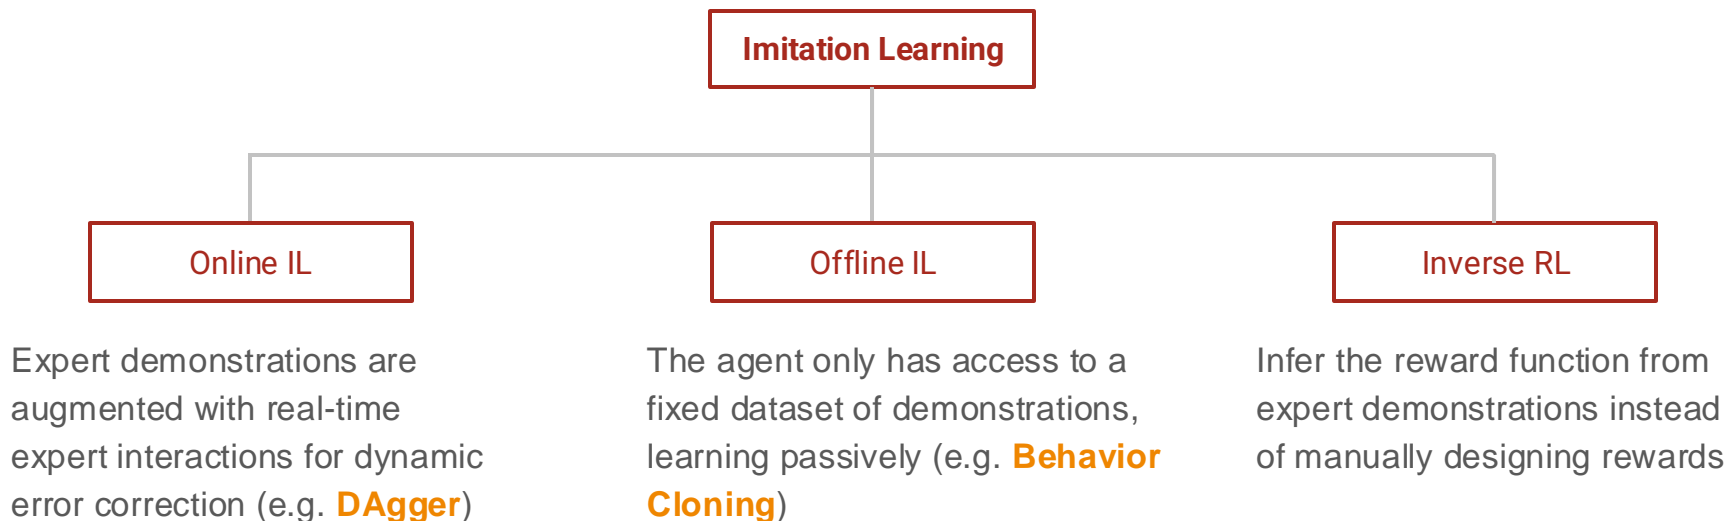 Imitation Learning
Online IL
Offline IL
Inverse RL
Expert demonstrations are
augmented with real-time
expert interactions for dynamic
error correction (e.g. DAgger)
The agent only has access to a
fixed dataset of demonstrations,
learning passively (e.g. Behavior
Cloning)
Infer the reward function from
expert demonstrations instead
of manually designing rewards